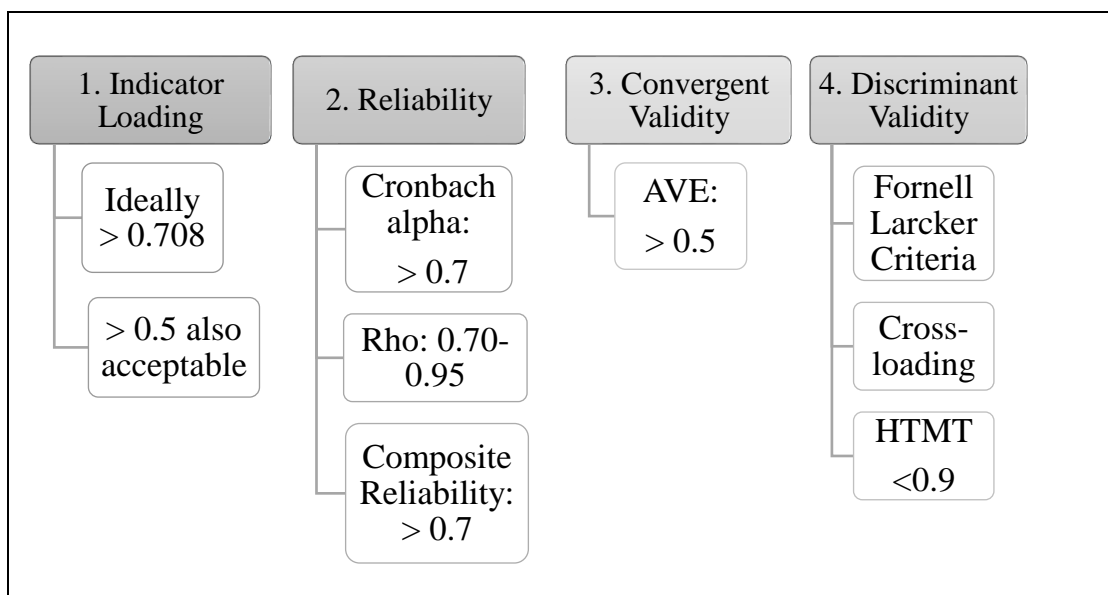 1. Indicator
Loading
Ideally
> 0.708
> 0.5 also
acceptable
2. Reliability
Cronbach
alpha:
> 0.7
Rho: 0.70-
0.95
Composite
Reliability:
> 0.7
3. Convergent
Validity
AVE:
> 0.5
4. Discriminant
Validity
Fornell
Larcker
Criteria
Cross-
loading
HTMT
<0.9